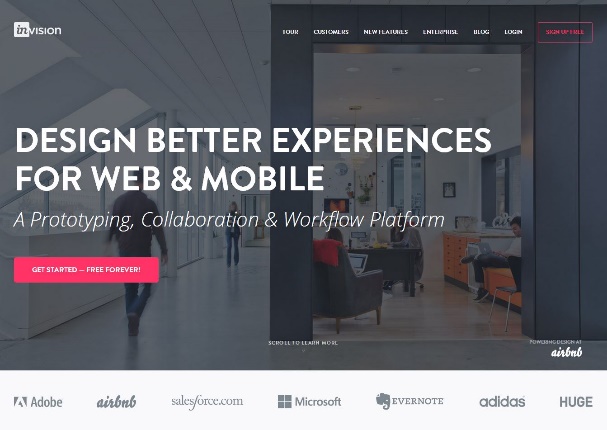 invision
TOUR CUSTOMERS NEW FEATURES ENTERPRISE BLOG LOGIN SIGN UP FREE
DESIGN BETTER EXPERIENCES
FOR WEB & MOBILE
A Prototyping, Collaboration & Workflow Platform
GET STARTED — FREE FOREVER!
SCROLL TO LEARN MORE
POWERING DESIGN AT
airbnb
Adobe airbnb salesforce.com Microsoft EVERNOTE adidas HUGE